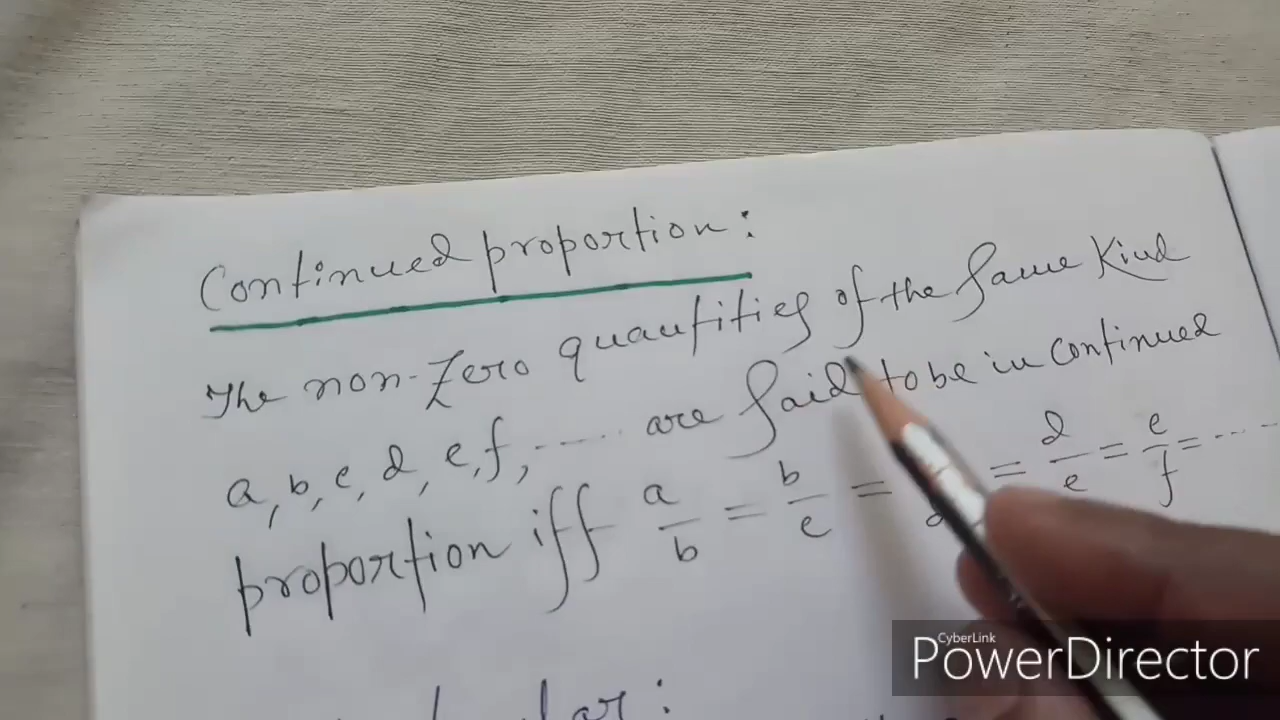 Continued proportion:
The non-Zero quantities of the Same Kind
a, b, c, d, e, f, ...... are Said to be in Continued
proportion iff a/b = b/c = = d/e = e/f = ....
:
CyberLink
PowerDirector